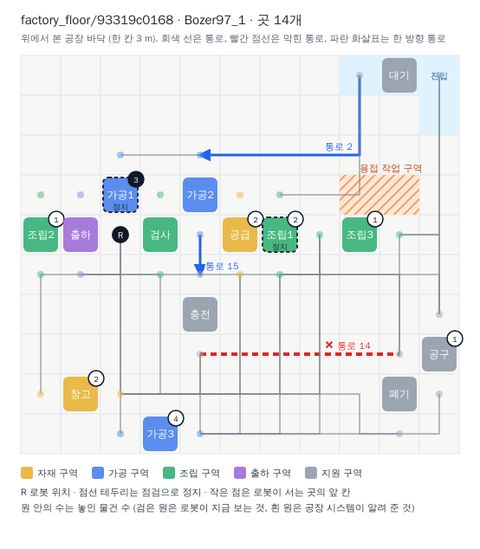 factory_floor/93319c0168 · Bozer97_1 · 곳 14개
위에서 본 공장 바닥 (한 칸 3 m). 회색 선은 통로, 빨간 점선은 막힌 통로, 파란 화살표는 한 방향 통로
대기
통로 2
용접 작업 구역
3
가공1
정지
가공2
1
조립2
출하
R
검사
2
공급
2
조립1
정지
1
조립3
통로 15
충전
✕ 통로 14
1
공구
2
창고
폐기
4
가공3
자재 구역
가공 구역
조립 구역
출하 구역
지원 구역
R 로봇 위치 · 점선 테두리는 점검으로 정지 · 작은 점은 로봇이 서는 곳의 앞 칸
원 안의 수는 놓인 물건 수 (검은 원은 로봇이 지금 보는 것, 흰 원은 공장 시스템이 알려 준 것)